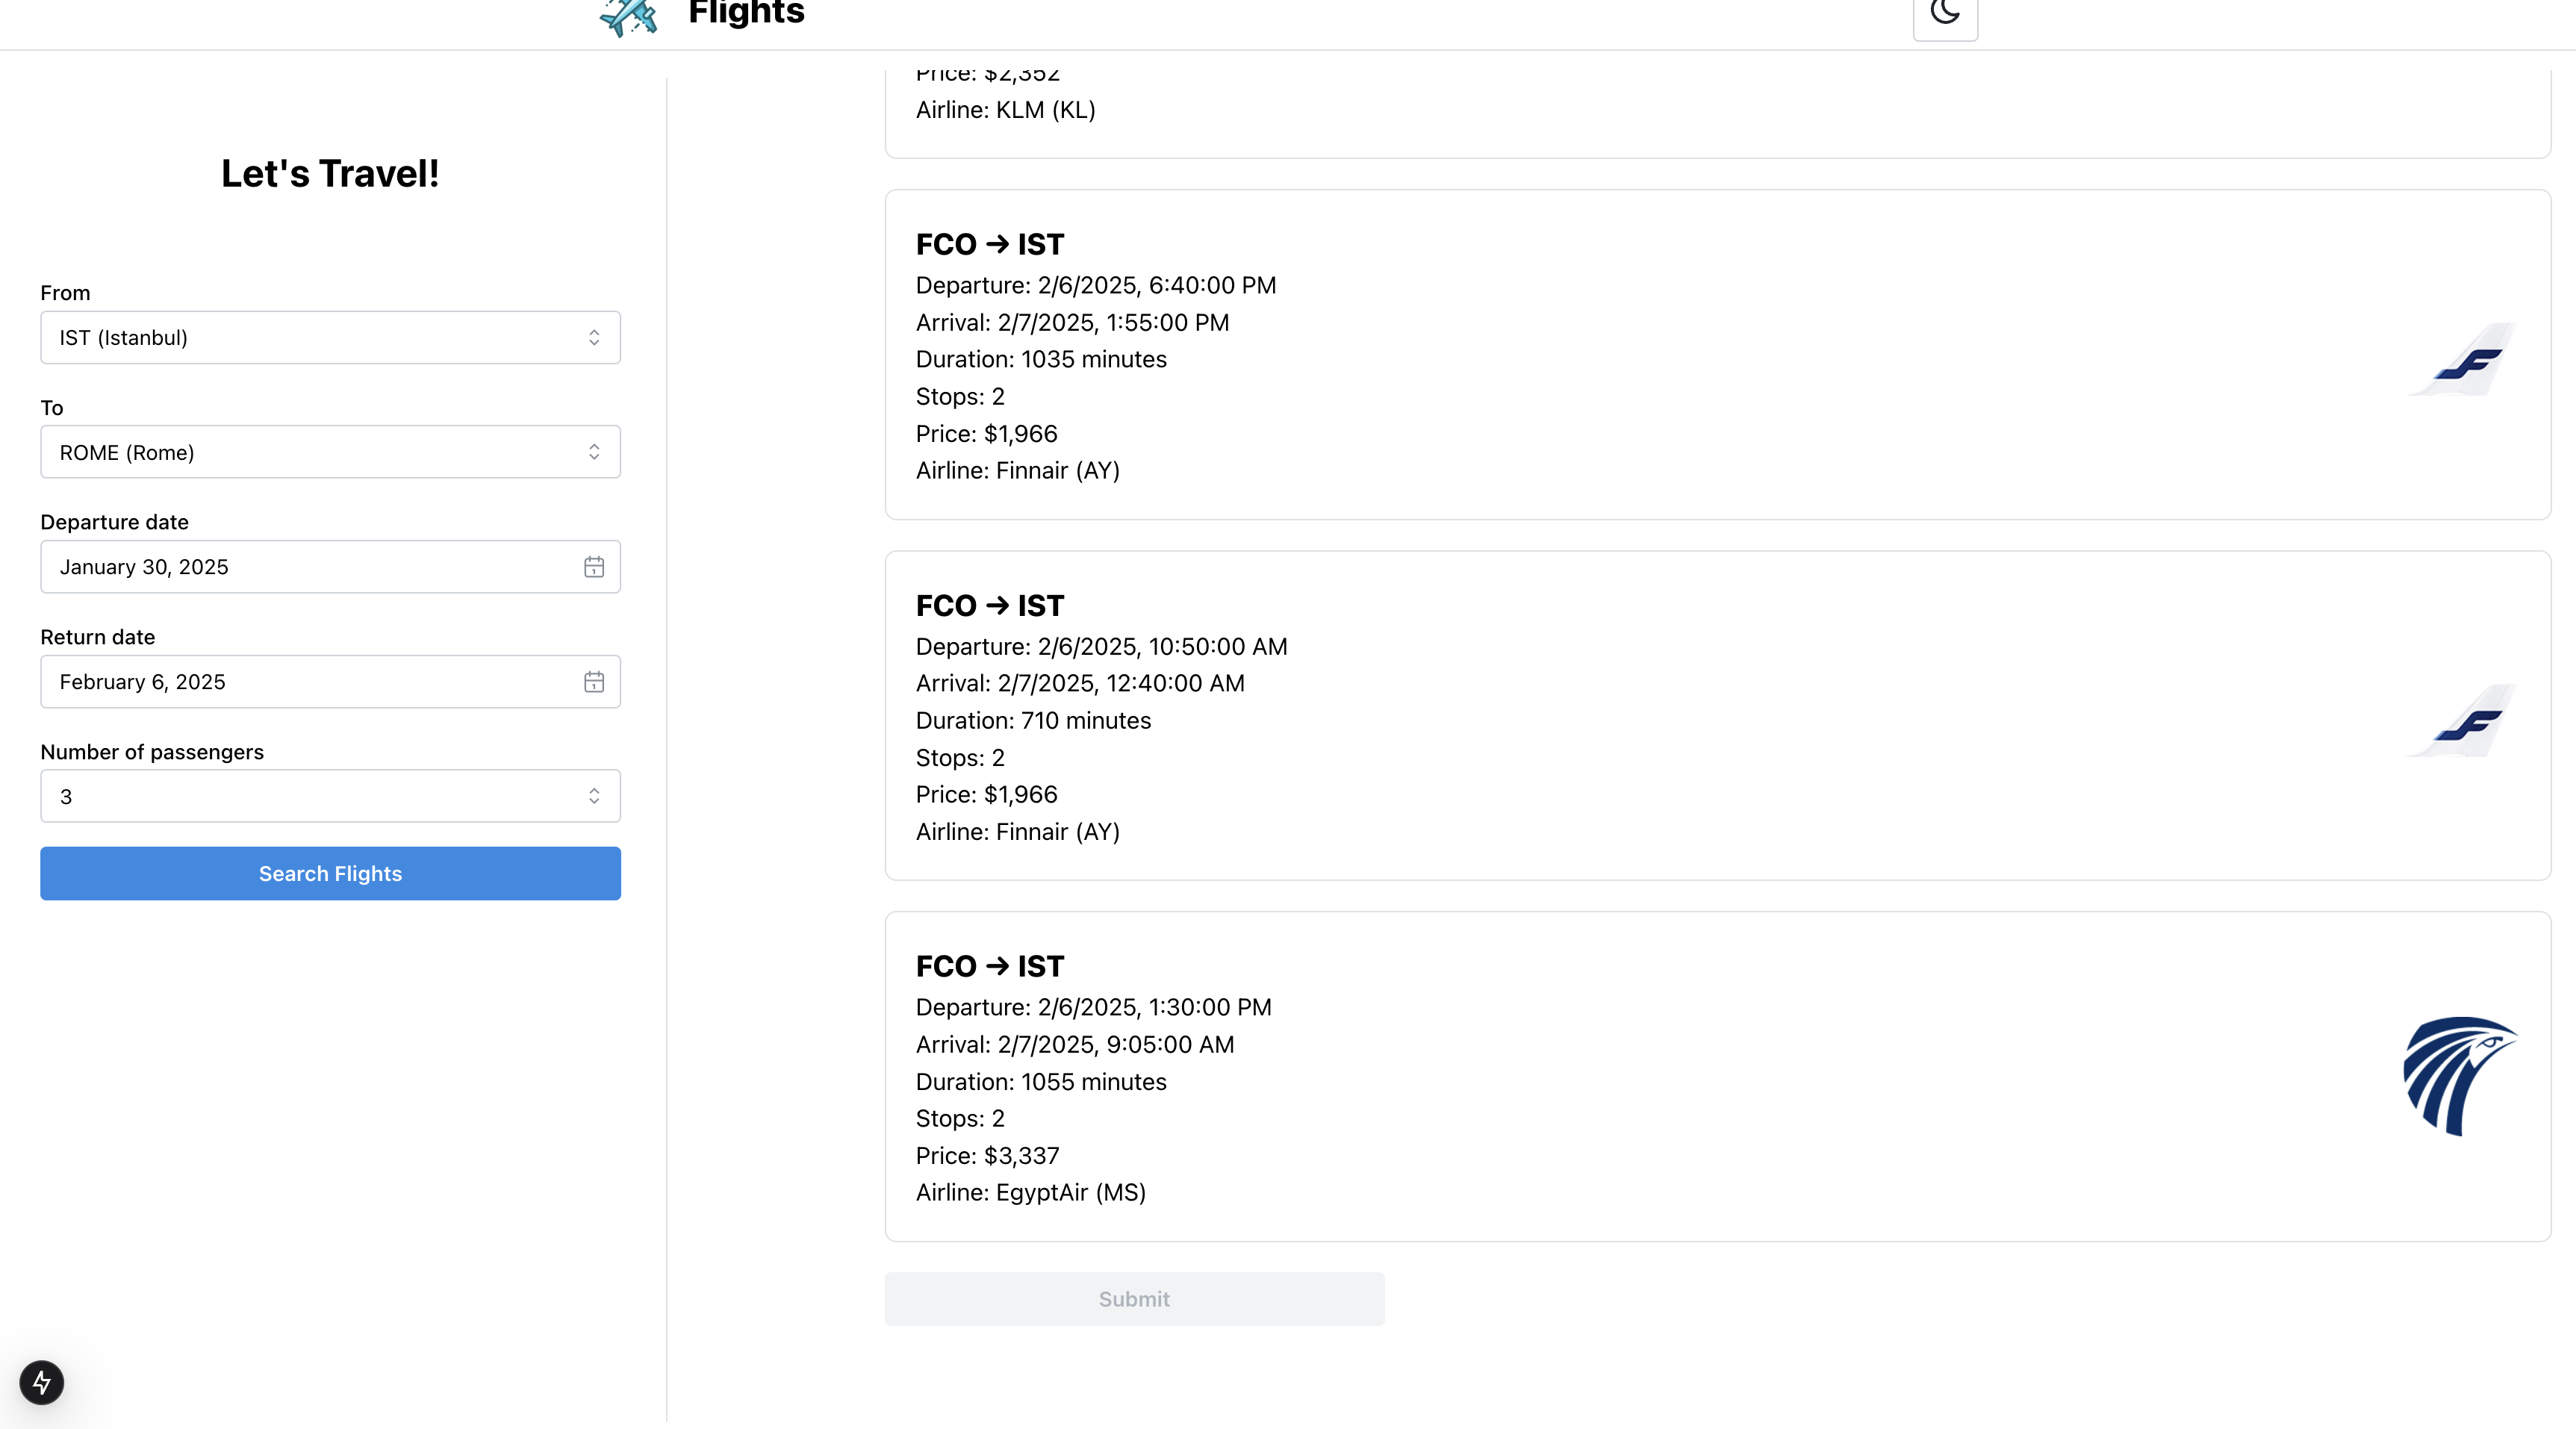 Flights
Let's Travel!
From
IST (Istanbul)
To
ROME (Rome)
Departure date
January 30, 2025
Return date
February 6, 2025
Number of passengers
3
Search Flights
Price: $2,352
Airline: KLM (KL)
FCO → IST
Departure: 2/6/2025, 6:40:00 PM
Arrival: 2/7/2025, 1:55:00 PM
Duration: 1035 minutes
Stops: 2
Price: $1,966
Airline: Finnair (AY)
FCO → IST
Departure: 2/6/2025, 10:50:00 AM
Arrival: 2/7/2025, 12:40:00 AM
Duration: 710 minutes
Stops: 2
Price: $1,966
Airline: Finnair (AY)
FCO → IST
Departure: 2/6/2025, 1:30:00 PM
Arrival: 2/7/2025, 9:05:00 AM
Duration: 1055 minutes
Stops: 2
Price: $3,337
Airline: EgyptAir (MS)
Submit